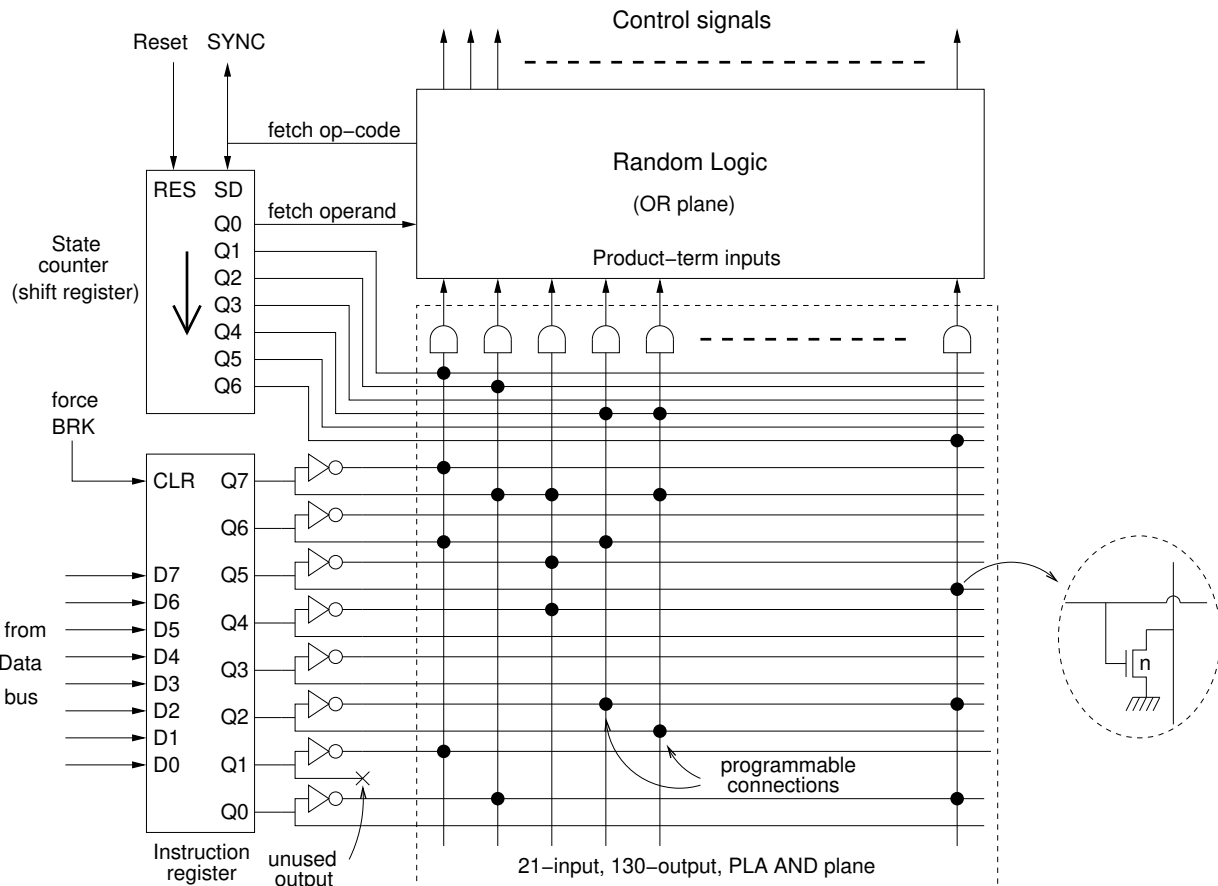 Control signals
Reset SYNC
fetch op−code
Random Logic
(OR plane)
Product−term inputs
RES SD
Q0
fetch operand
Q1
Q2
Q3
Q4
Q5
Q6
State
counter
(shift register)
force
BRK
CLR
Q7
Q6
Q5
Q4
Q3
Q2
Q1
Q0
D7
D6
D5
D4
D3
D2
D1
D0
from
Data
bus
Instruction
register
unused
output
programmable
connections
21−input, 130−output, PLA AND plane
n